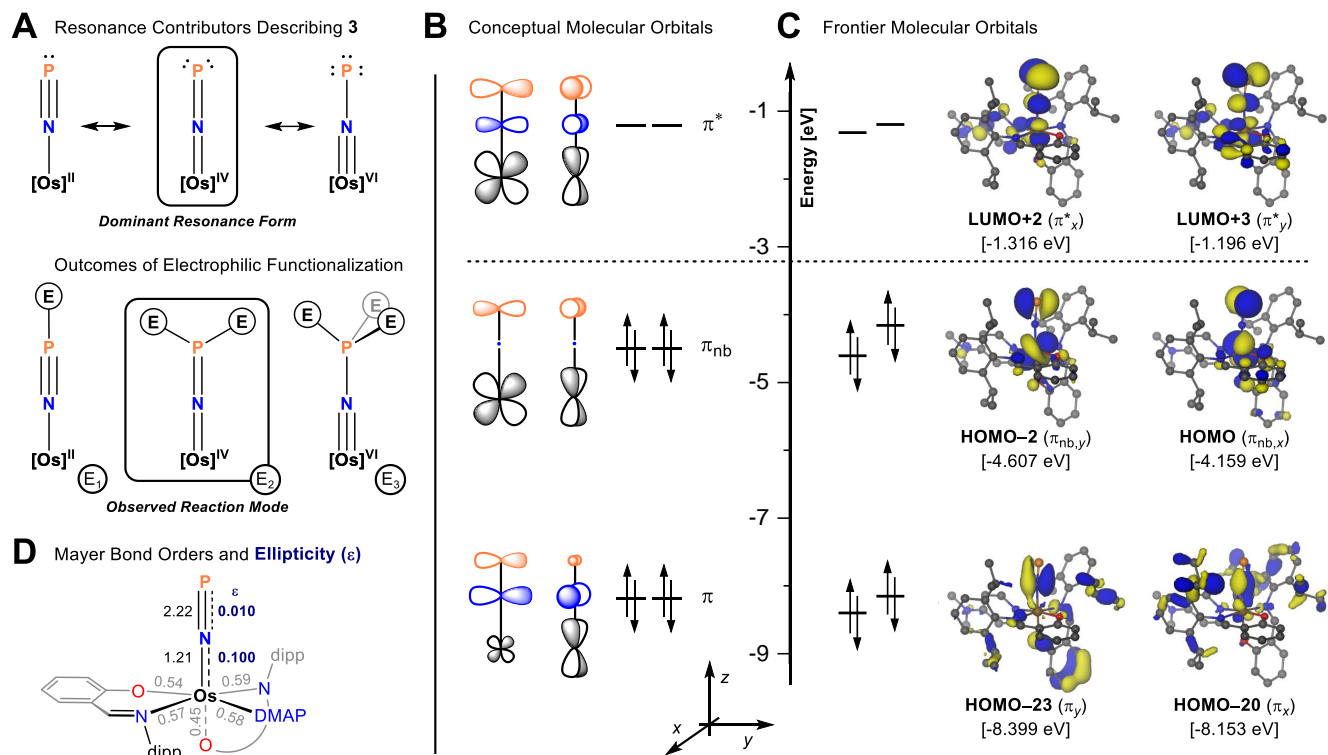 A Resonance Contributors Describing 3
P P P
N N N
[Os]II [Os]IV [Os]VI
Dominant Resonance Form
Outcomes of Electrophilic Functionalization
E E E E E E
P P P
N N N
[Os]II [Os]IV [Os]VI
E1 E2 E3
Observed Reaction Mode
D Mayer Bond Orders and Ellipticity (ε)
P
ε
2.22 0.010
N
1.21 0.100
dipp
O 0.54 Os 0.59 N
N 0.57 0.45 0.58 DMAP
dipp O
B Conceptual Molecular Orbitals
π*
πnb
π
z
x y
C Frontier Molecular Orbitals
Energy [eV]
-1
-3
-5
-7
-9
LUMO+2 (π*x) LUMO+3 (π*y)
[-1.316 eV] [-1.196 eV]
HOMO–2 (πnb,y) HOMO (πnb,x)
[-4.607 eV] [-4.159 eV]
HOMO–23 (πy) HOMO–20 (πx)
[-8.399 eV] [-8.153 eV]